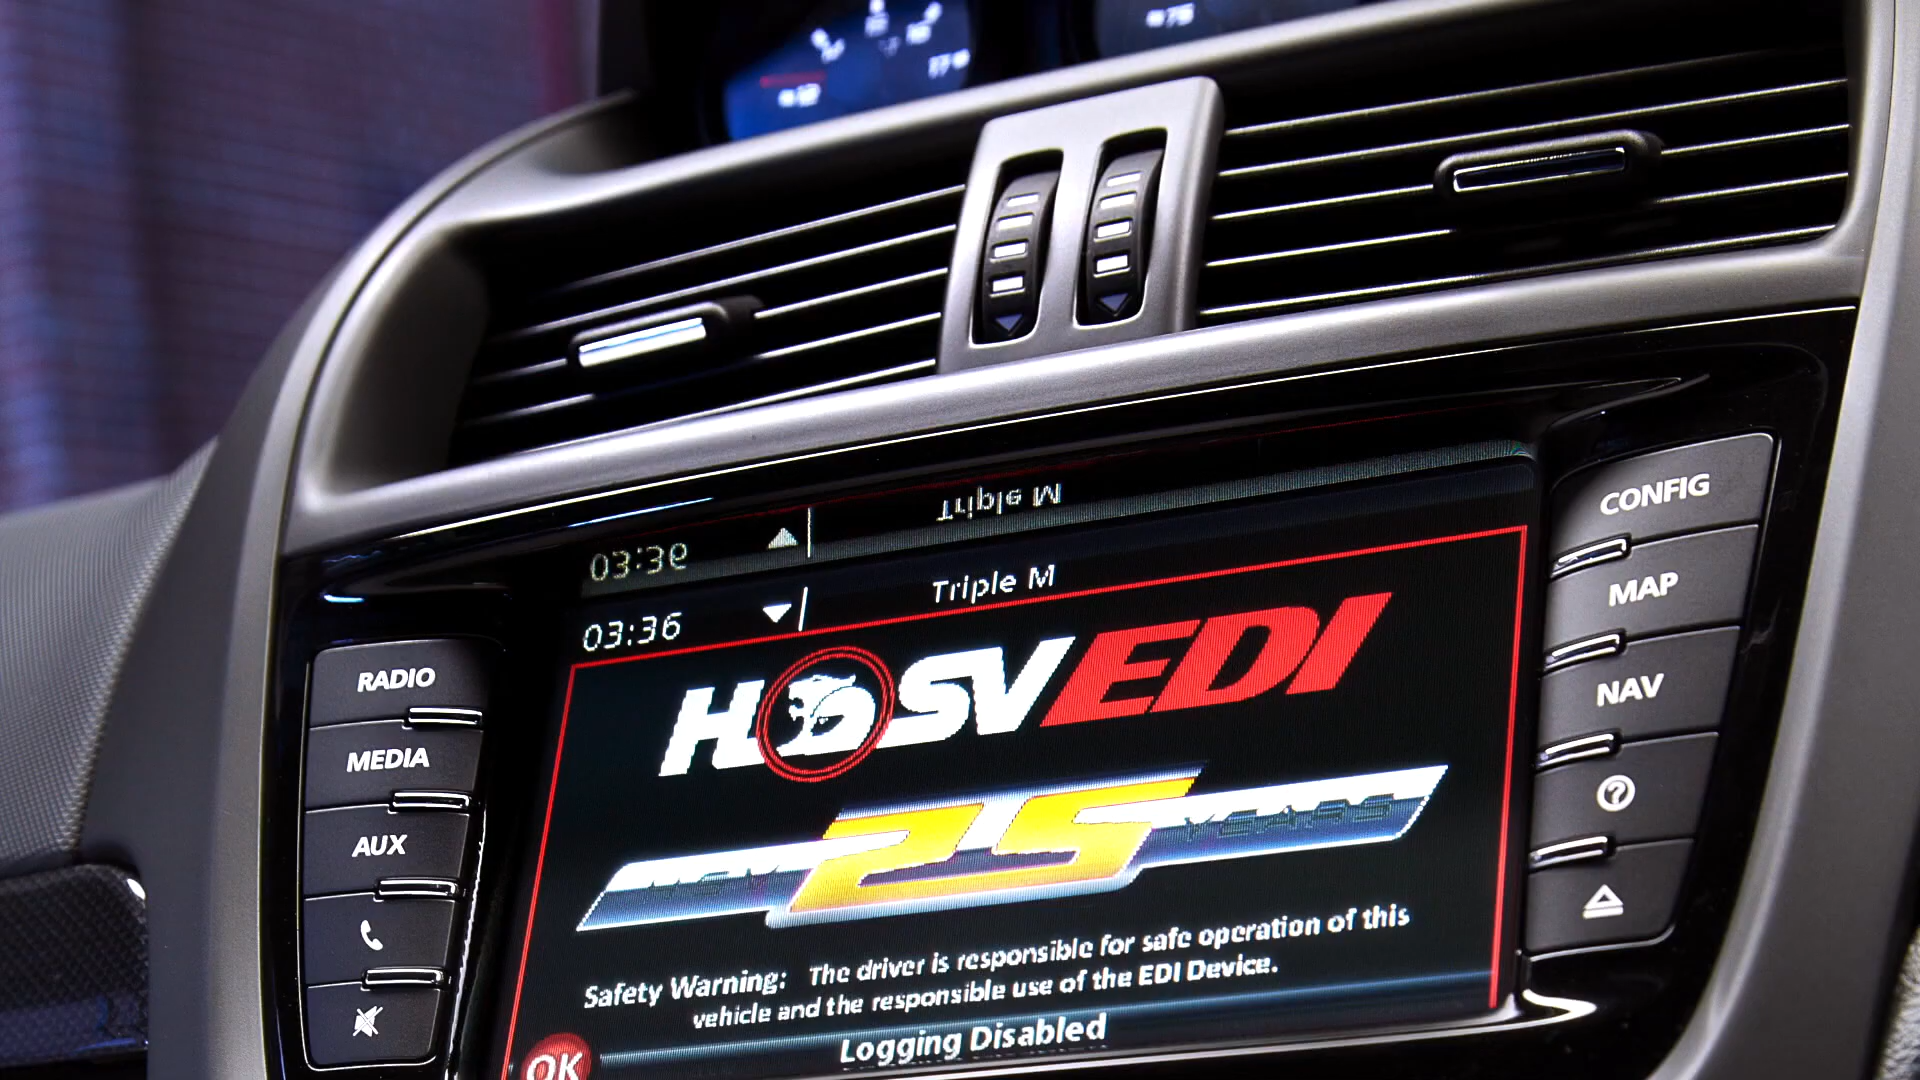 CONFIG
Triple M
03:36
Triple M
03:36
MAP
HSV EDI
RADIO
NAV
MEDIA
25 YEARS
AUX
Safety Warning: The driver is responsible for safe operation of this
vehicle and the responsible use of the EDI Device.
Logging Disabled
OK